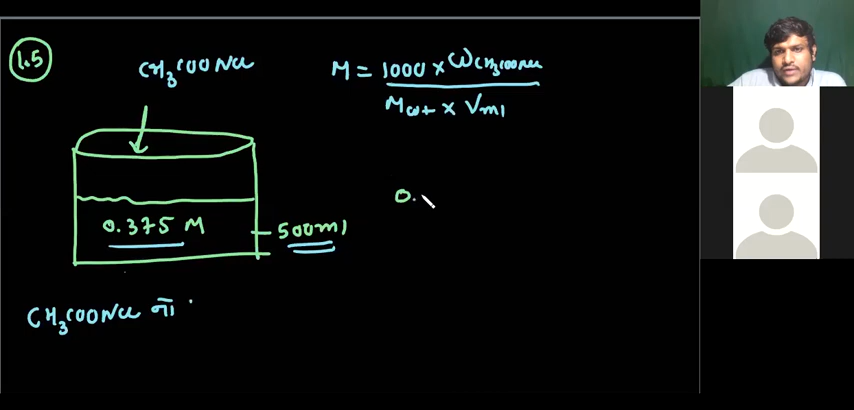 1.5
CH3COONa
M = 1000 × WCH3COONa
Mwt × Vml
0.375 M
500ml
0.
CH3COONa ના